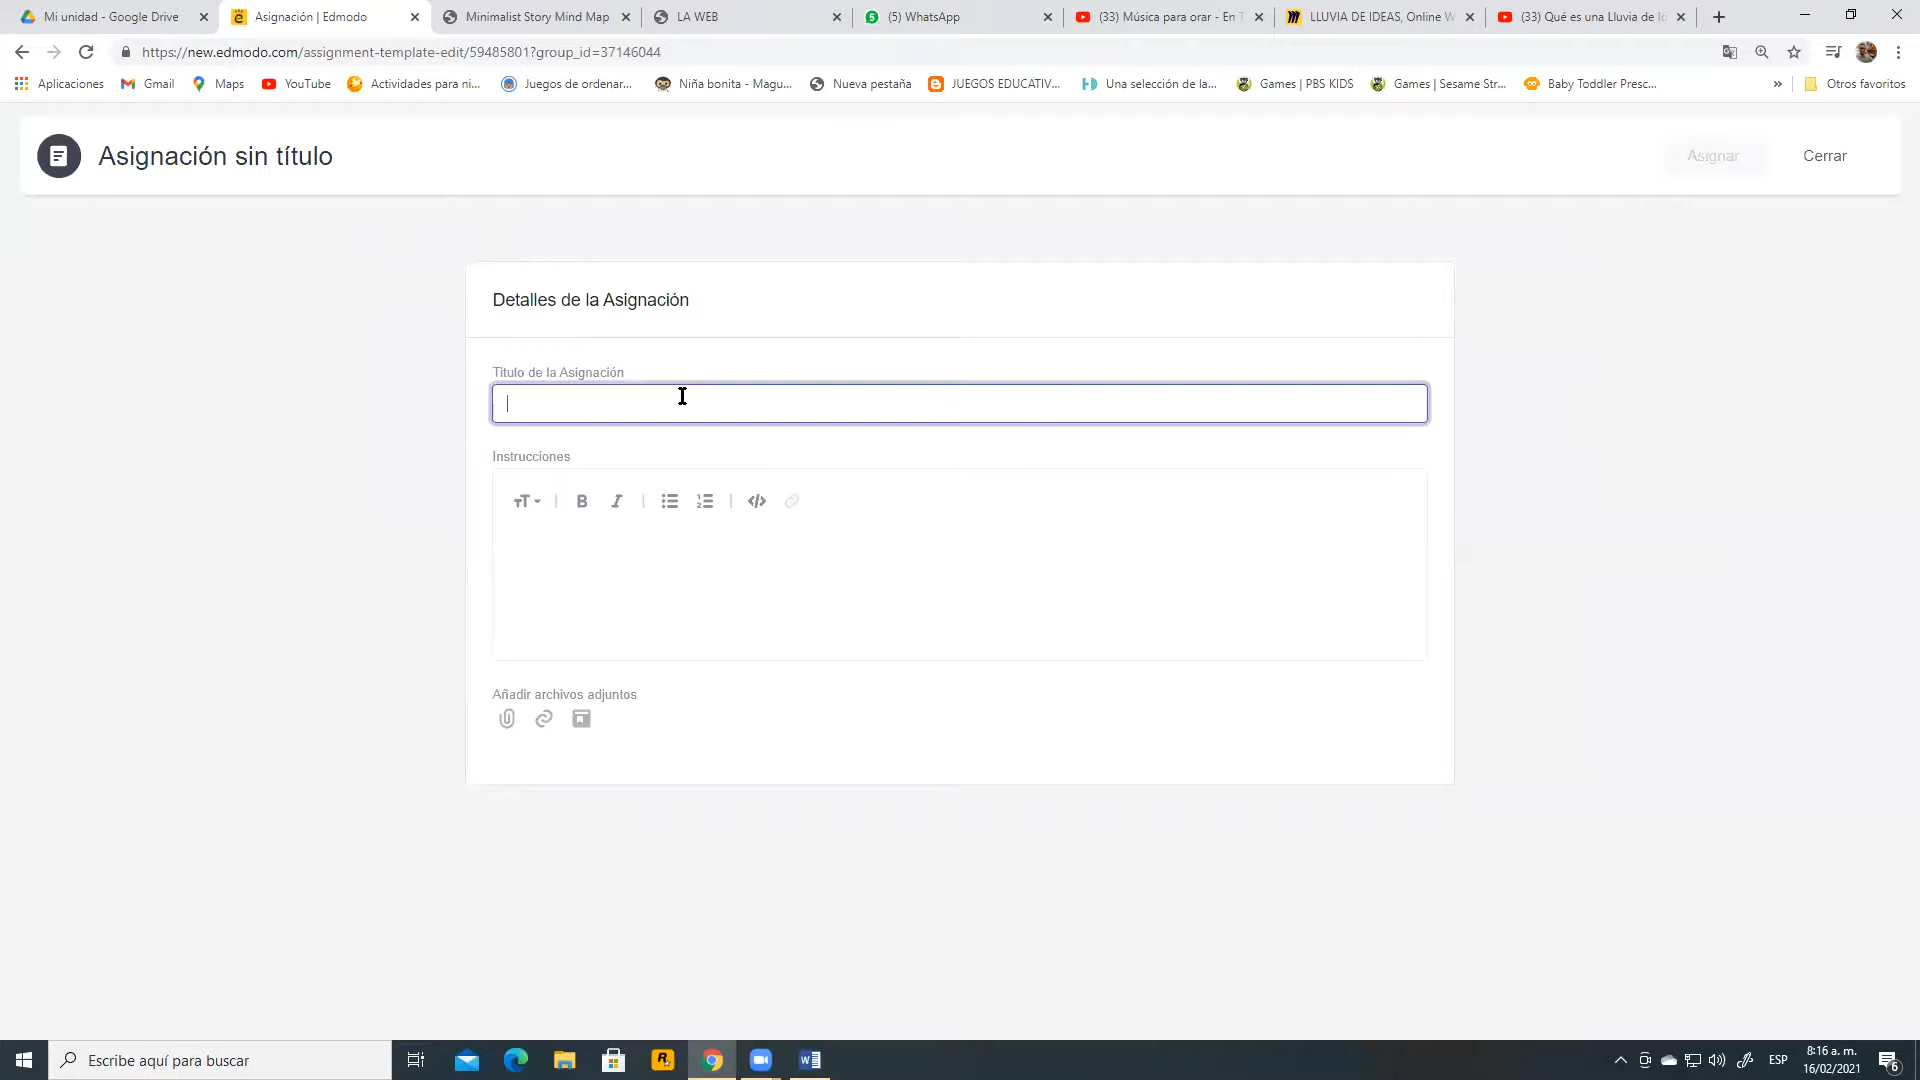 Mi unidad - Google Drive
Asignación | Edmodo
Minimalist Story Mind Map
LA WEB
(5) WhatsApp
(33) Música para orar - En T
LLUVIA DE IDEAS, Online W
(33) Qué es una Lluvia de Id
https://new.edmodo.com/assignment-template-edit/59485801?group_id=37146044
Aplicaciones
Gmail
Maps
YouTube
Actividades para ni...
Juegos de ordenar...
Niña bonita - Magu...
Nueva pestaña
JUEGOS EDUCATIV...
Una selección de la...
Games | PBS KIDS
Games | Sesame Str...
Baby Toddler Presc...
»
Otros favoritos
Asignación sin título
Asignar
Cerrar
Detalles de la Asignación
Título de la Asignación
Instrucciones
Añadir archivos adjuntos
Escribe aquí para buscar
ESP
8:16 a. m.
16/02/2021
6